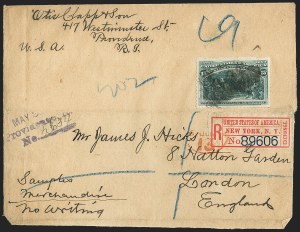 Otis Clapp & Son
417 Westminster St.
Providence,
U. S. A. R. I.
Mr James J. Hicks
8 Hatton Garden
London
England
Samples
Merchandise
No Writing
UNITED STATES OF AMERICA
NEW YORK, N. Y.
R No. 89606